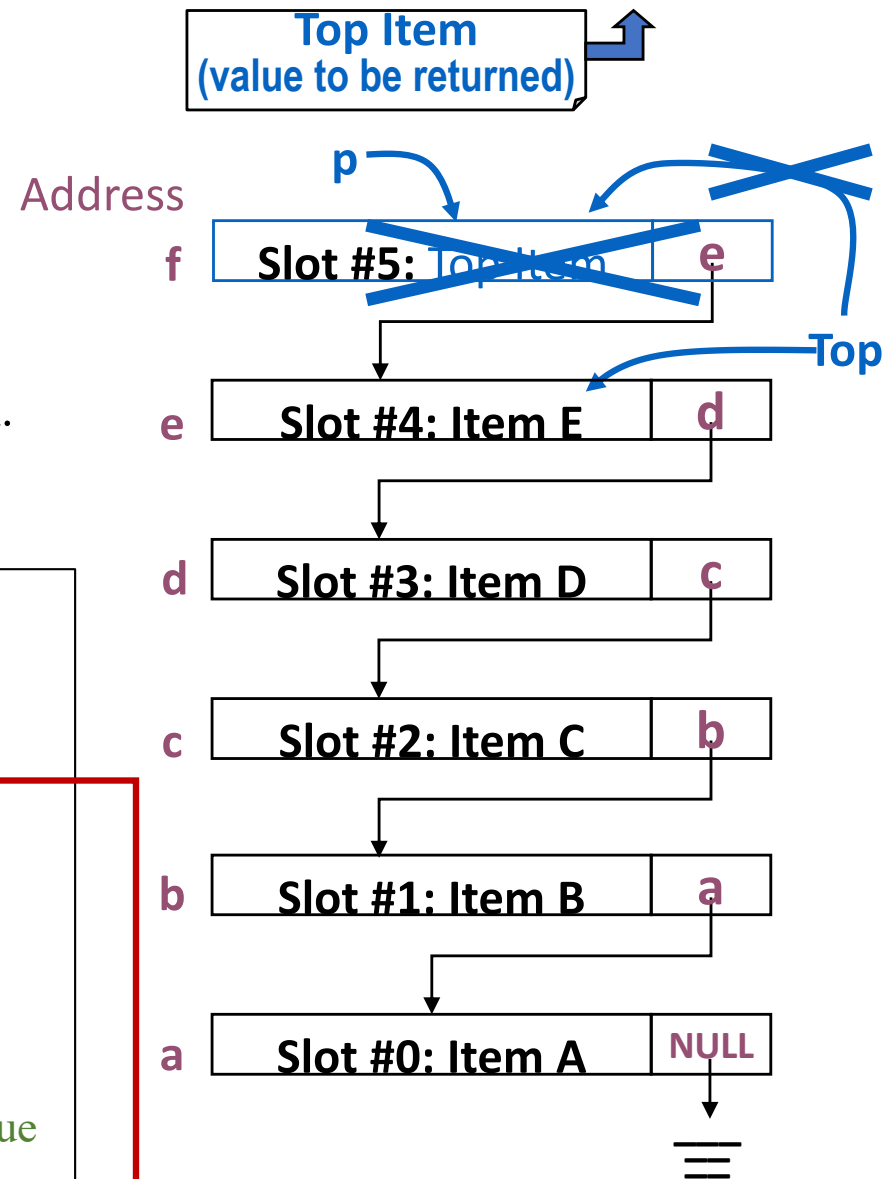 Top Item
(value to be returned)
p
Address
f Slot #5: Top Item e
Top
e Slot #4: Item E d
d Slot #3: Item D c
c Slot #2: Item C b
b Slot #1: Item B a
a Slot #0: Item A NULL